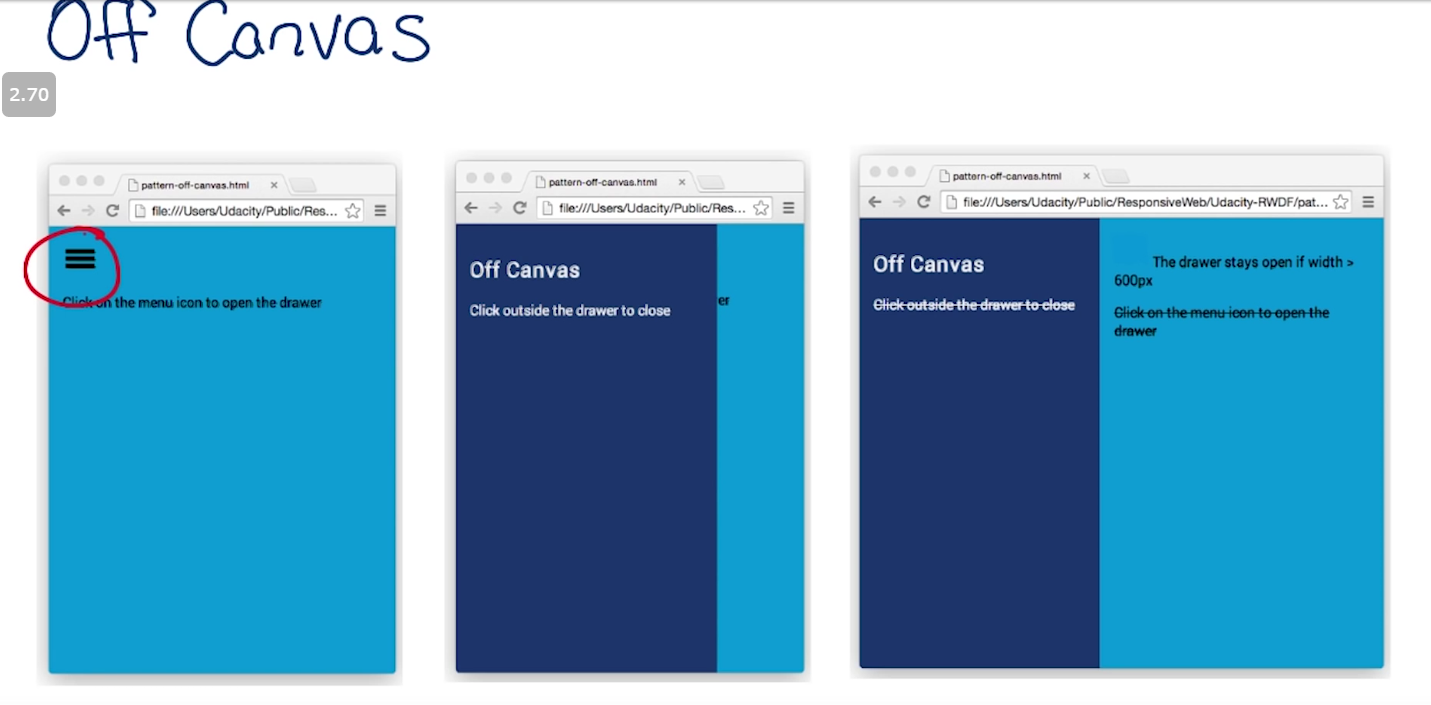 Off Canvas
2.70
pattern-off-canvas.html
file:///Users/Udacity/Public/Res...
Click on the menu icon to open the drawer
pattern-off-canvas.html
file:///Users/Udacity/Public/Res...
Off Canvas
Click outside the drawer to close
er
pattern-off-canvas.html
file:///Users/Udacity/Public/ResponsiveWeb/Udacity-RWDF/pat...
Off Canvas
Click outside the drawer to close
The drawer stays open if width >
600px
Click on the menu icon to open the
drawer